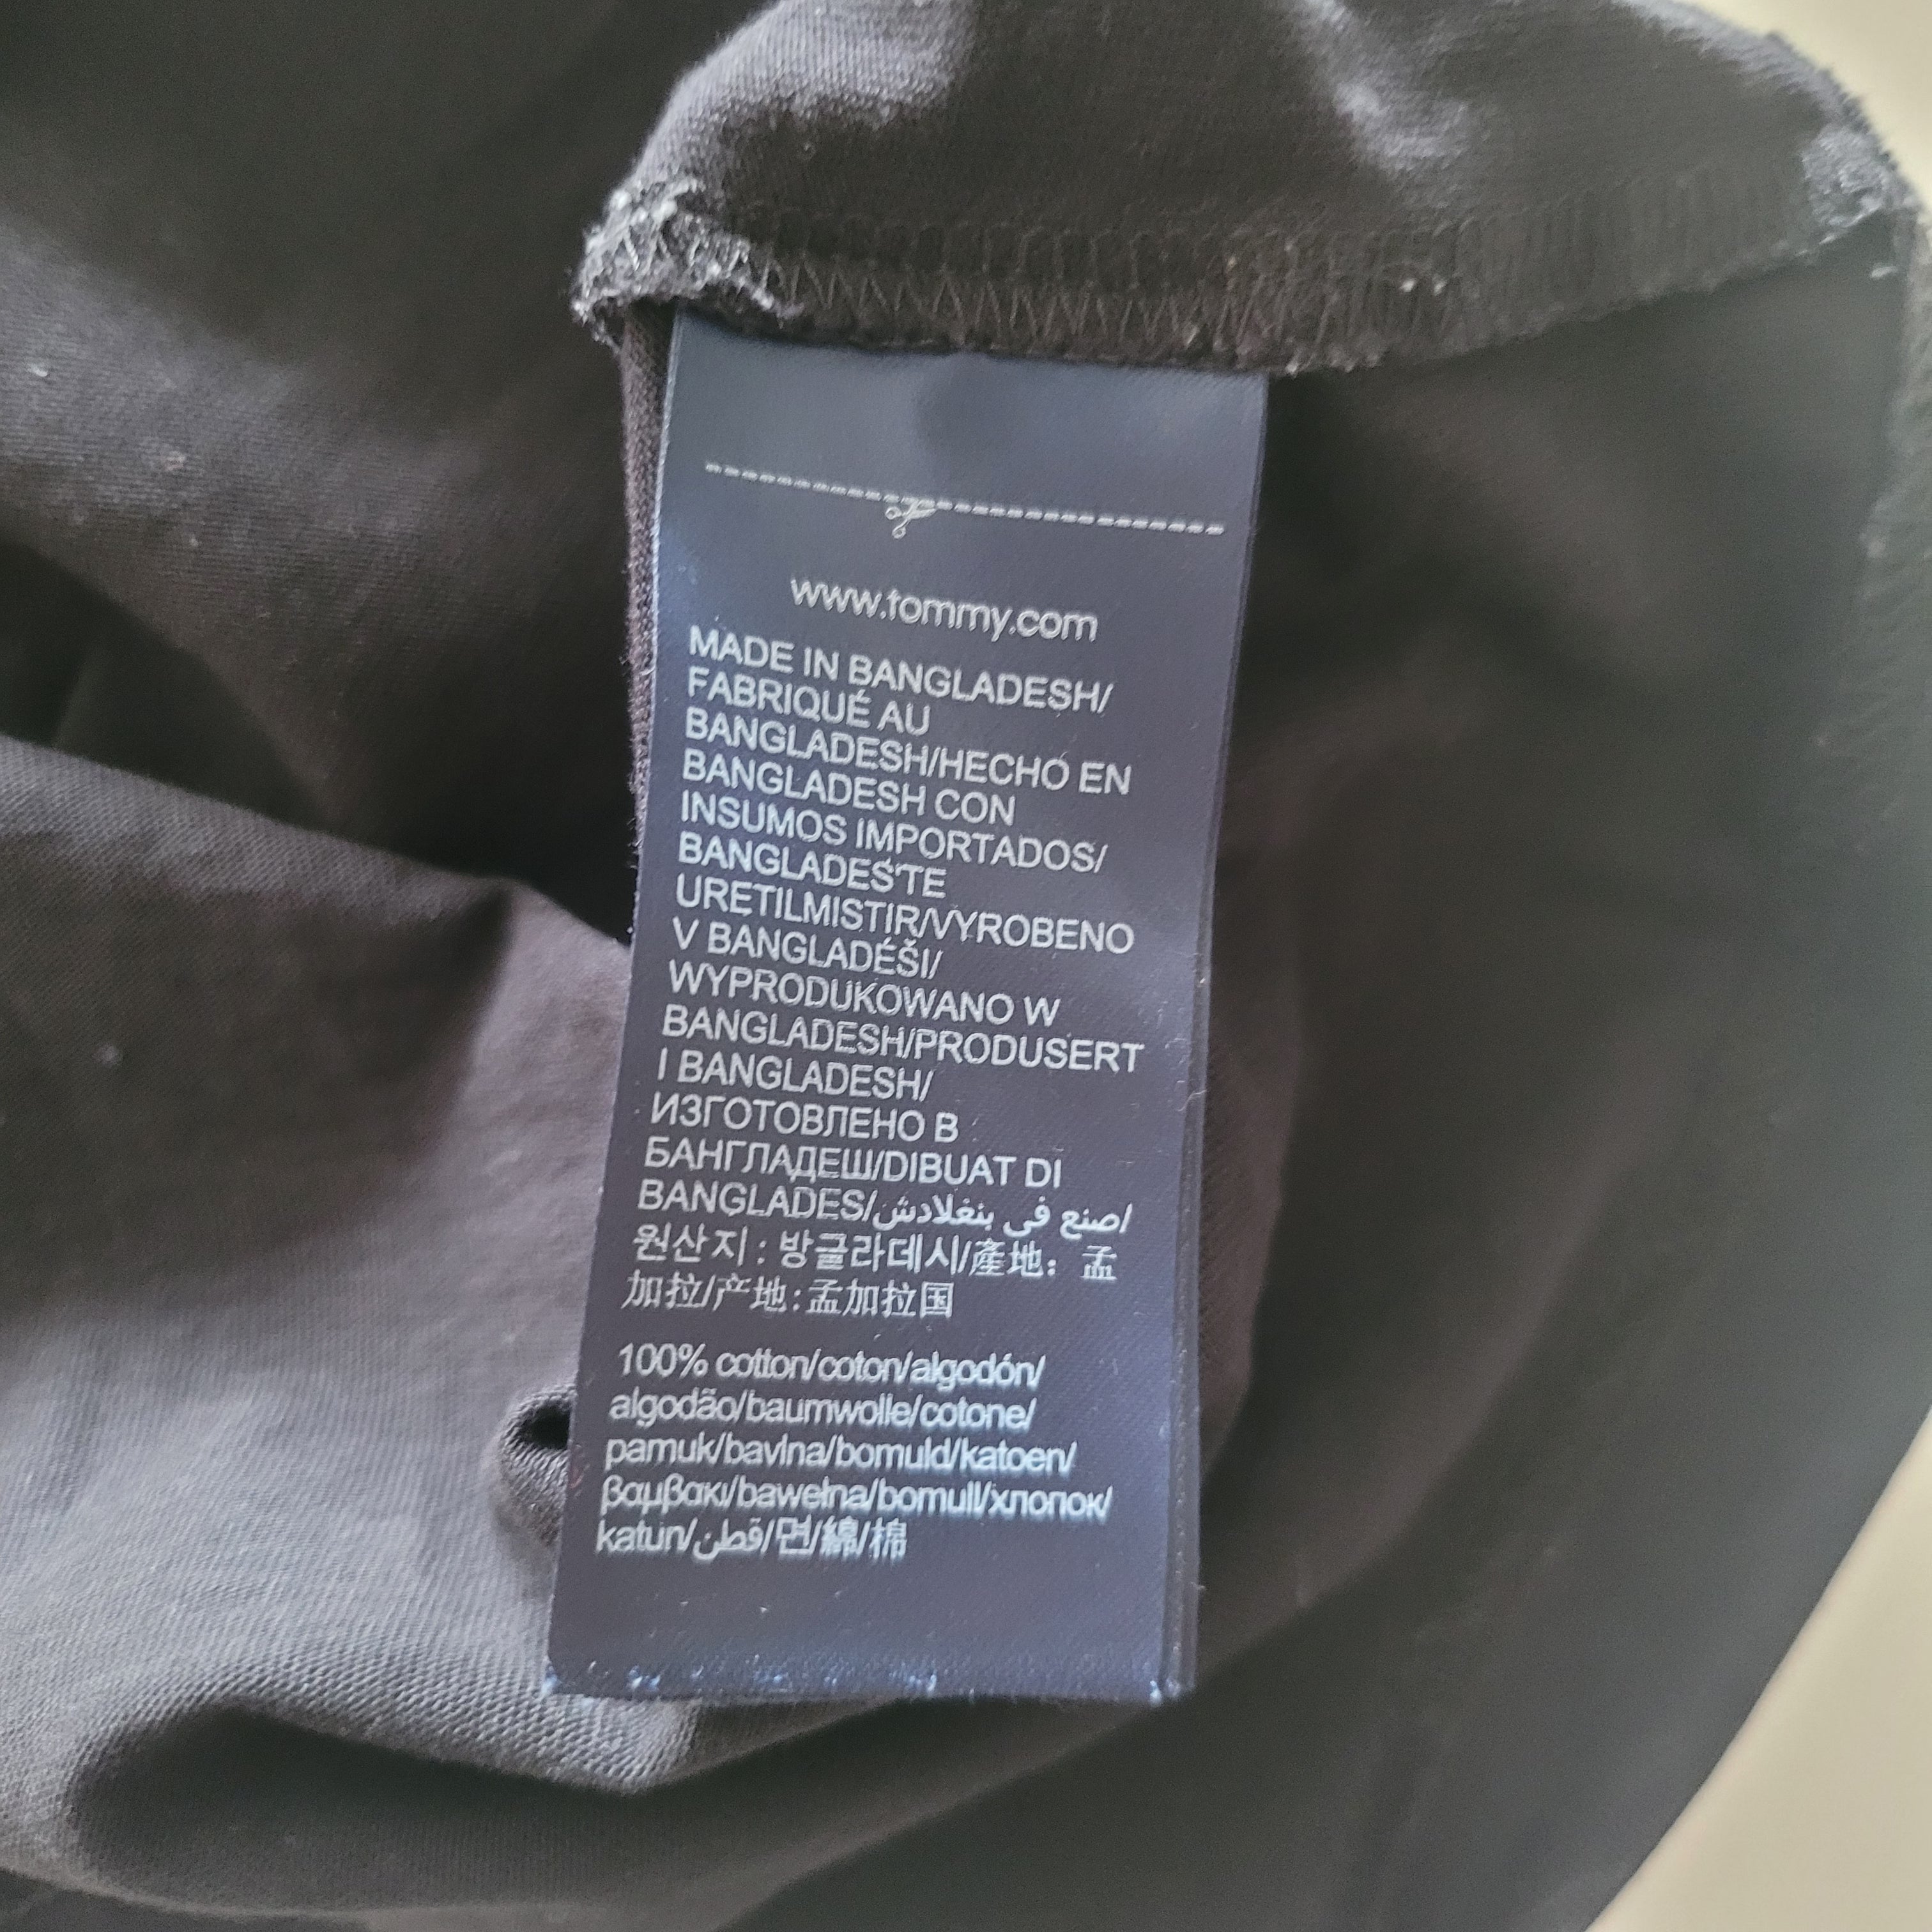 www.tommy.com
MADE IN BANGLADESH/
FABRIQUÉ AU
BANGLADESH/HECHO EN
BANGLADESH CON
INSUMOS IMPORTADOS/
BANGLADES'TE
URETILMISTIR/VYROBENO
V BANGLADÉŠI/
WYPRODUKOWANO W
BANGLADESH/PRODUSERT
I BANGLADESH/
ИЗГОТОВЛЕНО В
БАНГЛАДЕШ/DIBUAT DI
BANGLADES/صنع في بنغلادش/
원산지 : 방글라데시/產地： 孟
加拉/产地:孟加拉国
100% cotton/coton/algodón/
algodão/baumwolle/cotone/
pamuk/bavlna/bomuld/katoen/
βαμβακι/bawełna/bomull/хлопок/
katun/قطن/면/綿/棉